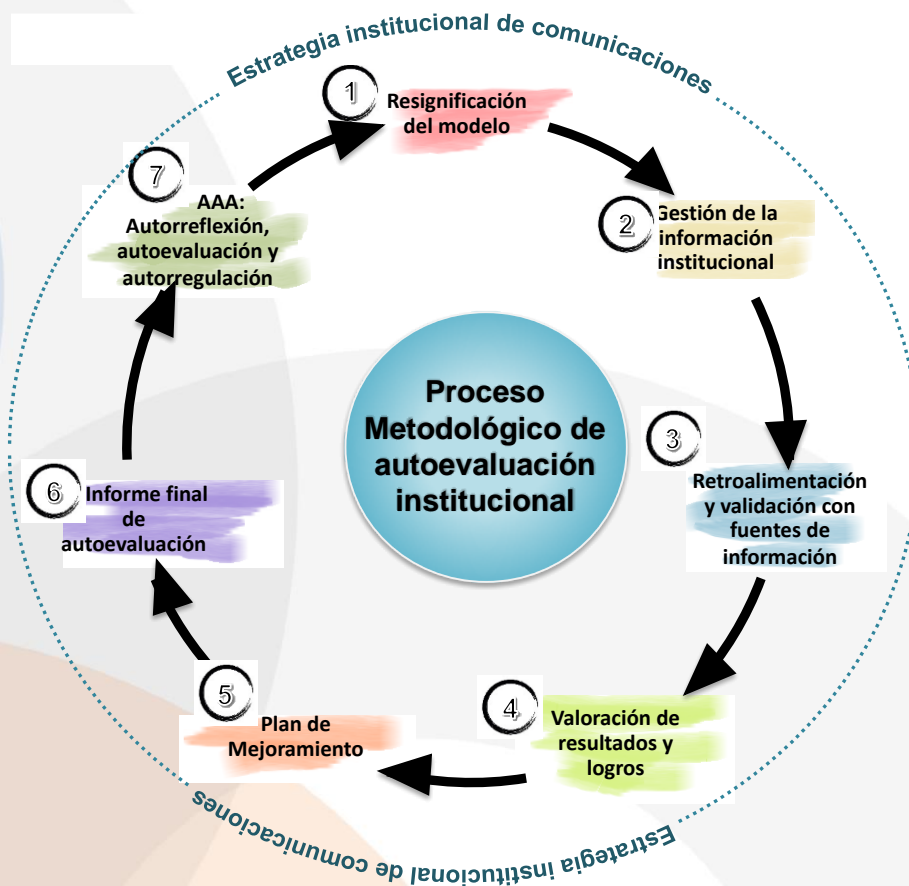 Estrategia institucional de comunicaciones
1
Resignificación
del modelo
2
Gestión de la
información
institucional
3
Retroalimentación
y validación con
fuentes de
información
4
Valoración de
resultados y
logros
5
Plan de
Mejoramiento
6
Informe final
de
autoevaluación
7
AAA:
Autorreflexión,
autoevaluación y
autorregulación
Proceso
Metodológico de
autoevaluación
institucional
Estrategia institucional de comunicaciones